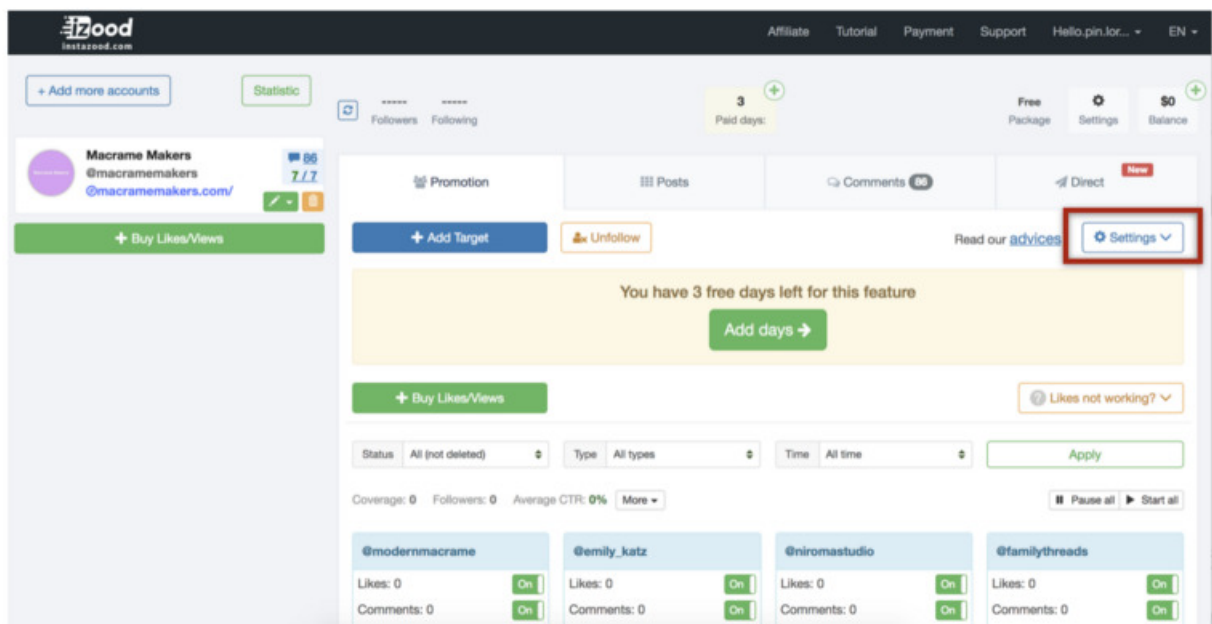 izood
instazood.com
Affiliate Tutorial Payment Support Hello.pin.lor... EN
+ Add more accounts Statistic
----- -----
Followers Following
3
Paid days:
Free
Package
Settings
$0
Balance
Macrame Makers
@macramemakers
macramemakers.com/
86
7 / 7
+ Buy Likes/Views
Promotion Posts Comments 86 Direct New
+ Add Target Unfollow Read our advices Settings
You have 3 free days left for this feature
Add days →
+ Buy Likes/Views Likes not working?
Status All (not deleted) Type All types Time All time Apply
Coverage: 0 Followers: 0 Average CTR: 0% More Pause all Start all
@modernmacrame @emily_katz @niromastudio @familythreads
Likes: 0 On Likes: 0 On Likes: 0 On Likes: 0 On
Comments: 0 On Comments: 0 On Comments: 0 On Comments: 0 On